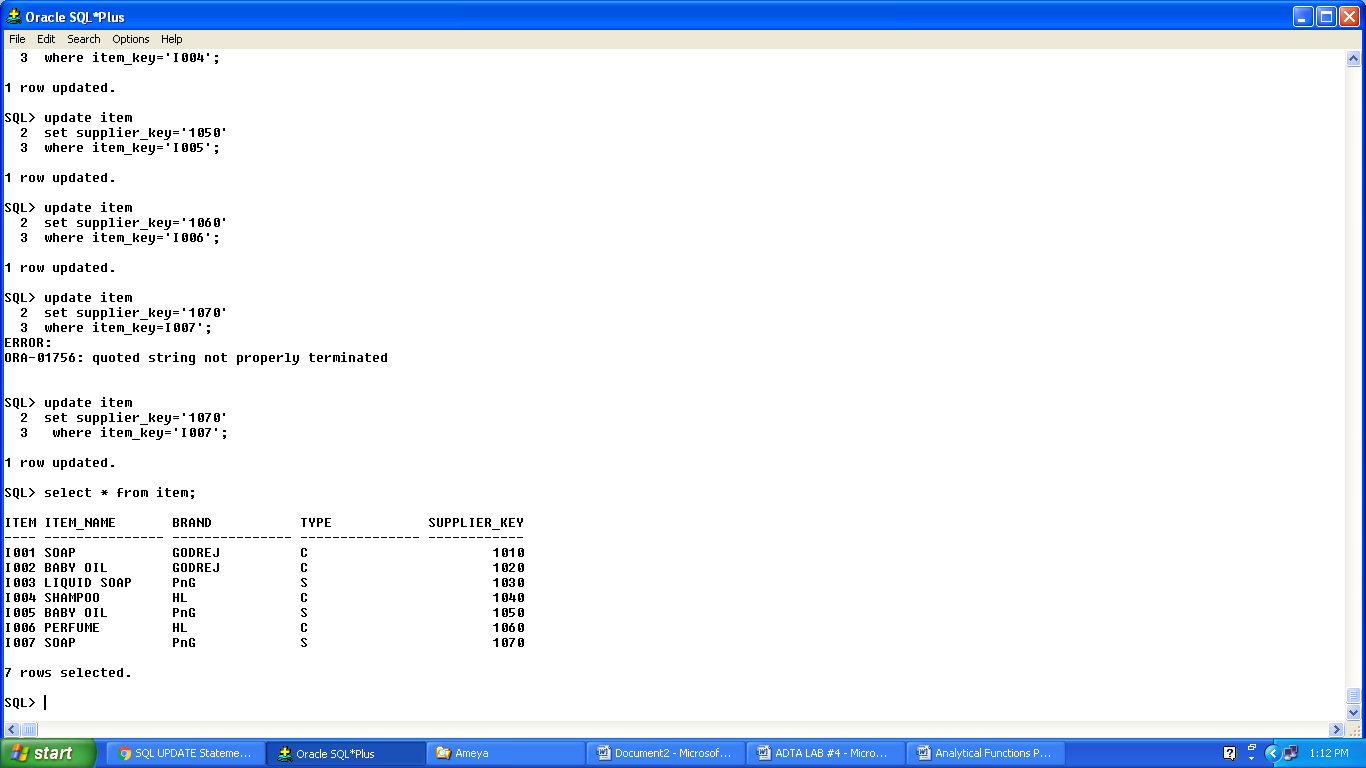 Oracle SQL*Plus
File Edit Search Options Help
  3  where item_key='I004';
1 row updated.
SQL> update item
  2  set supplier_key='1050'
  3  where item_key='I005';
1 row updated.
SQL> update item
  2  set supplier_key='1060'
  3  where item_key='I006';
1 row updated.
SQL> update item
  2  set supplier_key='1070'
  3  where item_key=I007';
ERROR:
ORA-01756: quoted string not properly terminated
SQL> update item
  2  set supplier_key='1070'
  3   where item_key='I007';
1 row updated.
SQL> select * from item;
ITEM ITEM_NAME       BRAND           TYPE            SUPPLIER_KEY
---- --------------- --------------- --------------- ------------
I001 SOAP            GODREJ          C                       1010
I002 BABY OIL        GODREJ          C                       1020
I003 LIQUID SOAP     PnG             S                       1030
I004 SHAMPOO         HL              C                       1040
I005 BABY OIL        PnG             S                       1050
I006 PERFUME         HL              C                       1060
I007 SOAP            PnG             S                       1070
7 rows selected.
SQL>
start SQL UPDATE Stateme... Oracle SQL*Plus Ameya Document2 - Microsof... ADTA LAB #4 - Micro... Analytical Functions P... 1:12 PM